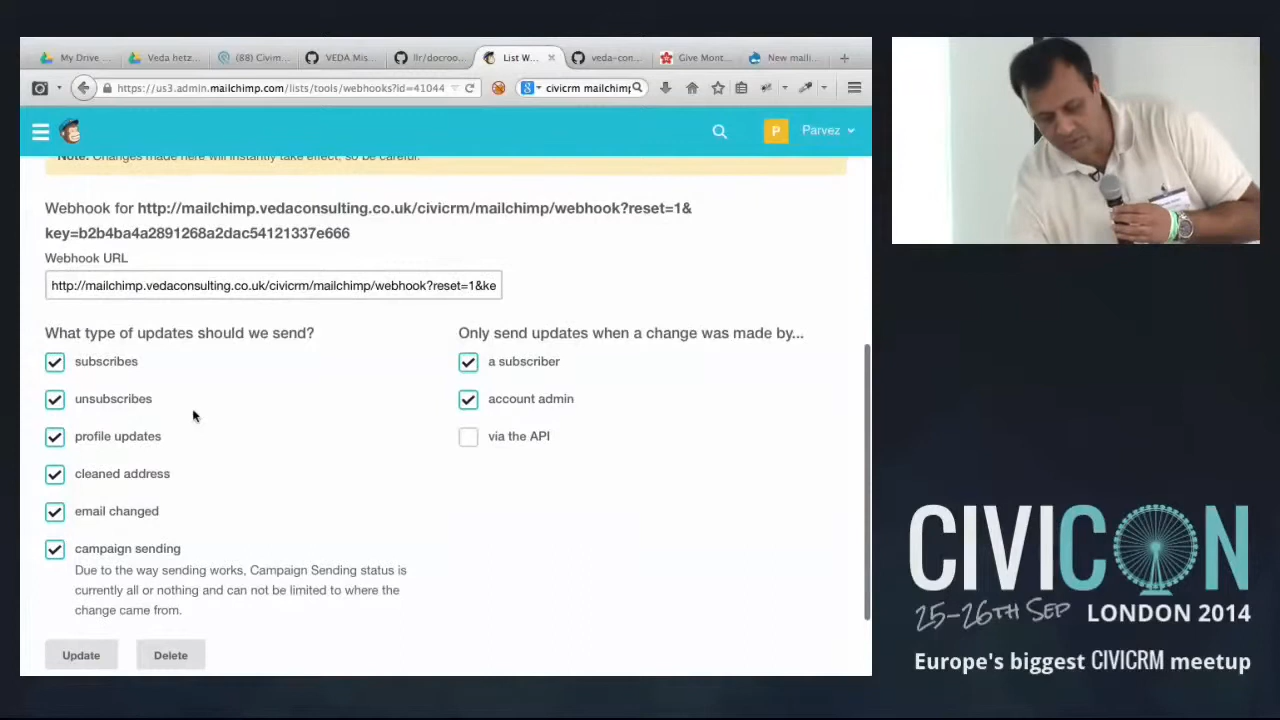 My Drive ...
Veda hetz...
(88) Civim...
VEDA Mis...
llr/docroo...
List W...
veda-con...
Give Mont...
New maili...
https://us3.admin.mailchimp.com/lists/tools/webhooks?id=41044
civicrm mailchimp
P
Parvez
Note: Changes made here will instantly take effect, so be careful.
Webhook for http://mailchimp.vedaconsulting.co.uk/civicrm/mailchimp/webhook?reset=1&
key=b2b4ba4a2891268a2dac54121337e666
Webhook URL
http://mailchimp.vedaconsulting.co.uk/civicrm/mailchimp/webhook?reset=1&ke
What type of updates should we send?
Only send updates when a change was made by...
subscribes
a subscriber
unsubscribes
account admin
profile updates
via the API
cleaned address
email changed
campaign sending
Due to the way sending works, Campaign Sending status is
currently all or nothing and can not be limited to where the
change came from.
Update
Delete
CIVICON
25-26TH SEP LONDON 2014
Europe's biggest CIVICRM meetup